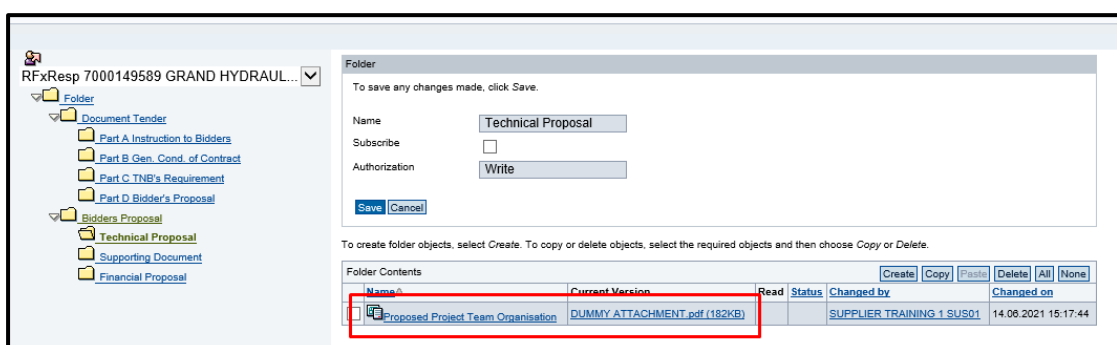 RFxResp 7000149589 GRAND HYDRAUL...
Folder
Document Tender
Part A Instruction to Bidders
Part B Gen. Cond. of Contract
Part C TNB's Requirement
Part D Bidder's Proposal
Bidders Proposal
Technical Proposal
Supporting Document
Financial Proposal
Folder
To save any changes made, click Save.
Name Technical Proposal
Subscribe
Authorization Write
Save Cancel
To create folder objects, select Create. To copy or delete objects, select the required objects and then choose Copy or Delete.
Folder Contents Create Copy Paste Delete All None
Name Current Version Read Status Changed by Changed on
Proposed Project Team Organisation DUMMY ATTACHMENT.pdf (182KB) SUPPLIER TRAINING 1 SUS01 14.06.2021 15:17:44